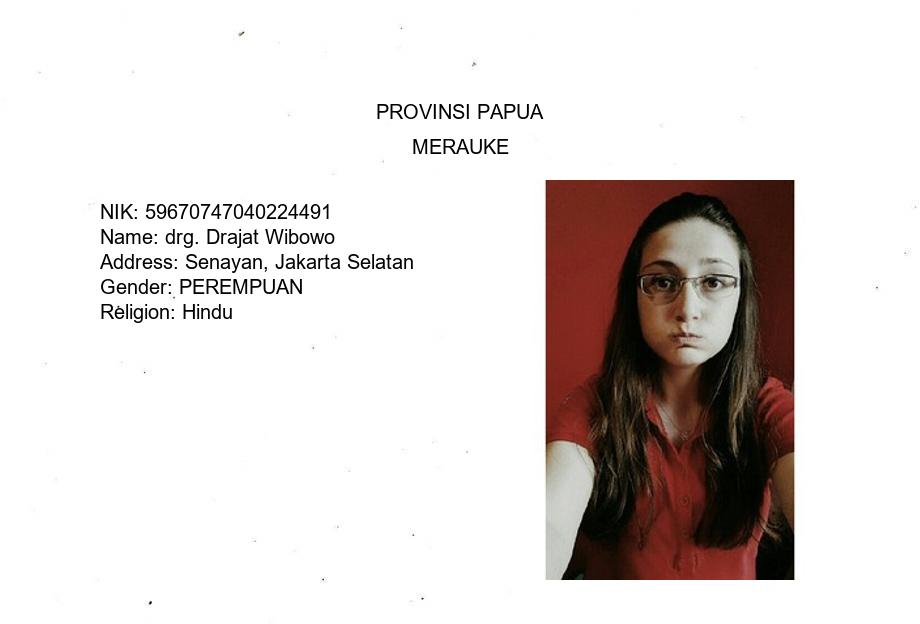 PROVINSI PAPUA
MERAUKE
NIK: 59670747040224491
Name: drg. Drajat Wibowo
Address: Senayan, Jakarta Selatan
Gender: PEREMPUAN
Religion: Hindu